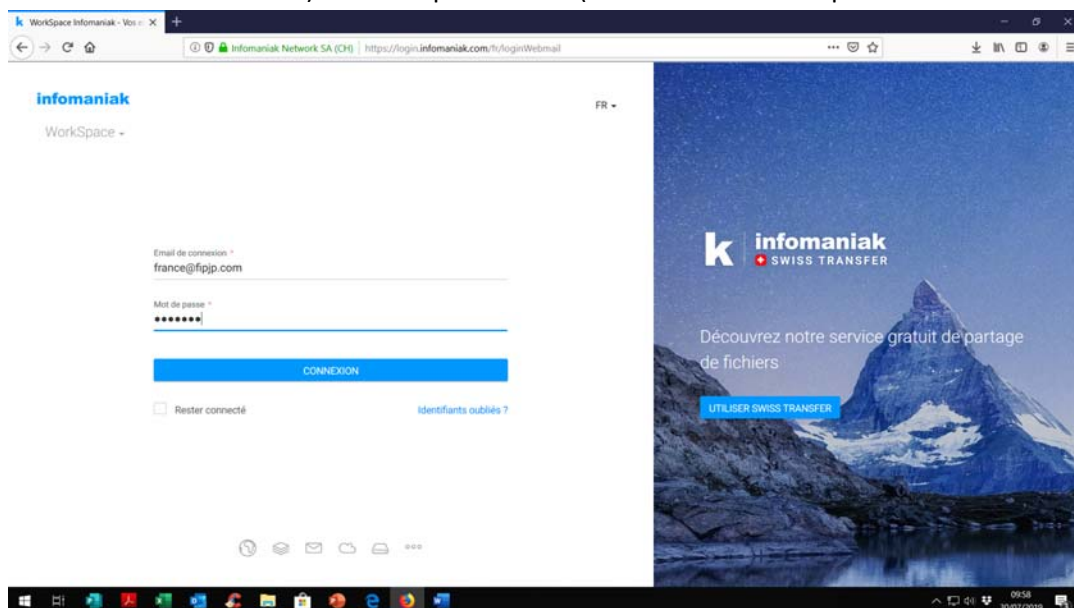 WorkSpace Infomaniak - Vos
Infomaniak Network SA (CH) https://login.infomaniak.com/fr/loginWebmail
infomaniak
FR
WorkSpace
Email de connexion *
france@fipjp.com
Mot de passe *
•••••••
CONNEXION
Rester connecté
Identifiants oubliés ?
k infomaniak
SWISS TRANSFER
Découvrez notre service gratuit de partage
de fichiers
UTILISER SWISS TRANSFER
09:58
10/07/2019